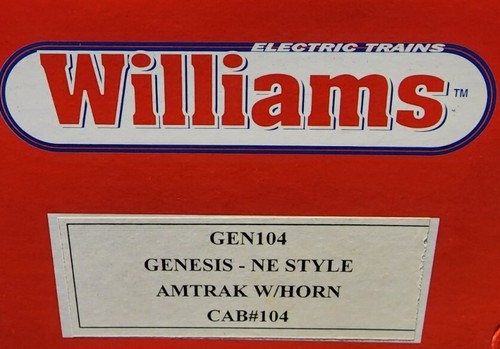 ELECTRIC TRAINS
Williams™
GEN104
GENESIS - NE STYLE
AMTRAK W/HORN
CAB#104